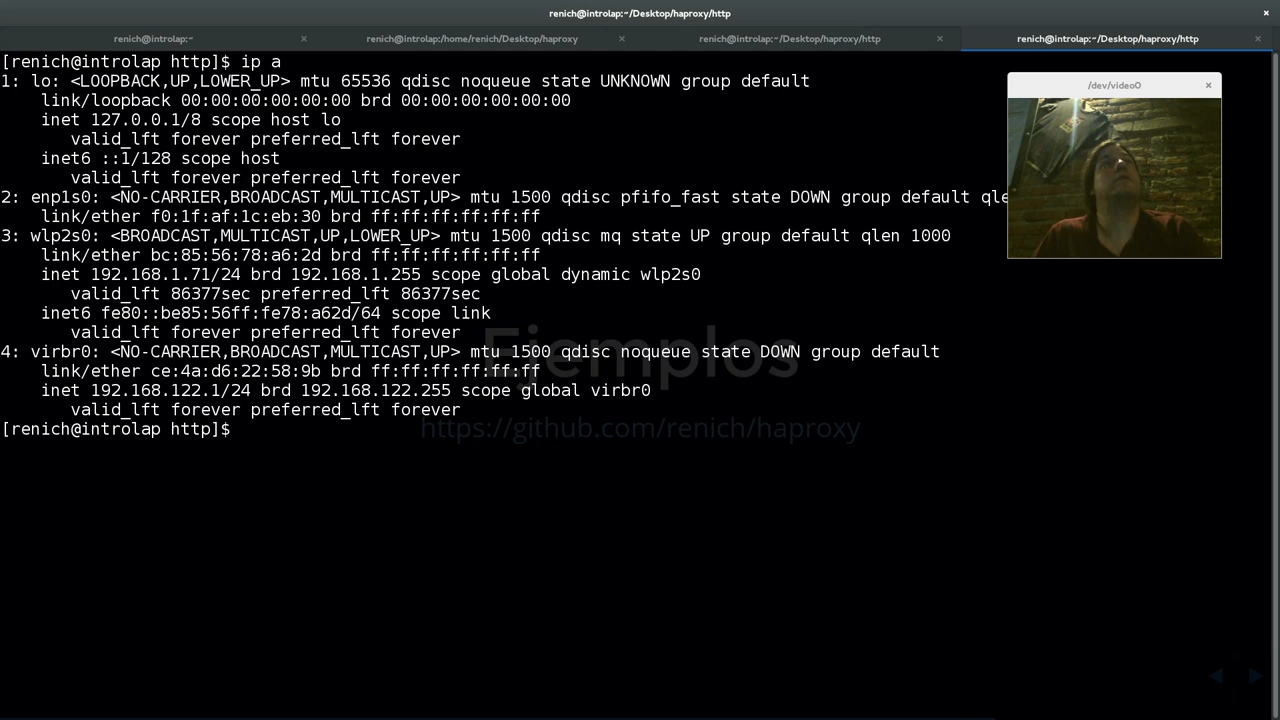 renich@introlap:~/Desktop/haproxy/http
renich@introlap:~
renich@introlap:/home/renich/Desktop/haproxy
renich@introlap:~/Desktop/haproxy/http
renich@introlap:~/Desktop/haproxy/http
/dev/video0
[renich@introlap http]$ ip a
1: lo: <LOOPBACK,UP,LOWER_UP> mtu 65536 qdisc noqueue state UNKNOWN group default
link/loopback 00:00:00:00:00:00 brd 00:00:00:00:00:00
inet 127.0.0.1/8 scope host lo
valid_lft forever preferred_lft forever
inet6 ::1/128 scope host
valid_lft forever preferred_lft forever
2: enp1s0: <NO-CARRIER,BROADCAST,MULTICAST,UP> mtu 1500 qdisc pfifo_fast state DOWN group default qle
link/ether f0:1f:af:1c:eb:30 brd ff:ff:ff:ff:ff:ff
3: wlp2s0: <BROADCAST,MULTICAST,UP,LOWER_UP> mtu 1500 qdisc mq state UP group default qlen 1000
link/ether bc:85:56:78:a6:2d brd ff:ff:ff:ff:ff:ff
inet 192.168.1.71/24 brd 192.168.1.255 scope global dynamic wlp2s0
valid_lft 86377sec preferred_lft 86377sec
inet6 fe80::be85:56ff:fe78:a62d/64 scope link
valid_lft forever preferred_lft forever
4: virbr0: <NO-CARRIER,BROADCAST,MULTICAST,UP> mtu 1500 qdisc noqueue state DOWN group default
link/ether ce:4a:d6:22:58:9b brd ff:ff:ff:ff:ff:ff
inet 192.168.122.1/24 brd 192.168.122.255 scope global virbr0
valid_lft forever preferred_lft forever
[renich@introlap http]$
Ejemplos
https://github.com/renich/haproxy